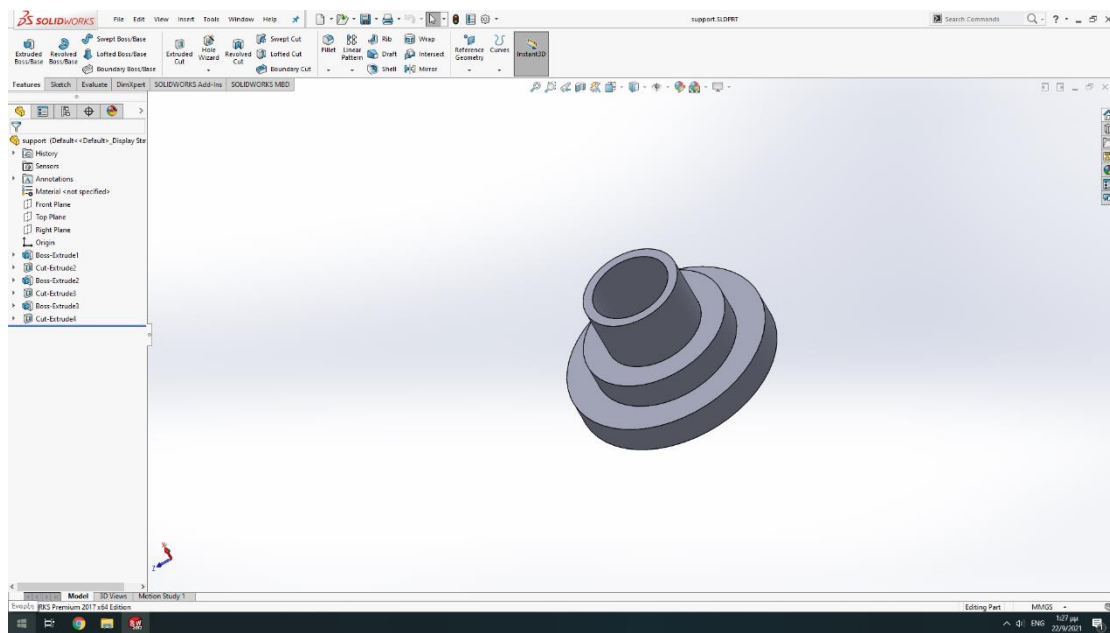 SOLIDWORKS File Edit View Insert Tools Window Help
support.SLDPRT
Search Commands
Extruded Boss/Base
Revolved Boss/Base
Swept Boss/Base
Lofted Boss/Base
Boundary Boss/Base
Extruded Cut
Hole Wizard
Revolved Cut
Swept Cut
Lofted Cut
Boundary Cut
Fillet
Linear Pattern
Rib
Draft
Shell
Wrap
Intersect
Mirror
Reference Geometry
Curves
Instant3D
Features Sketch Evaluate DimXpert SOLIDWORKS Add-Ins SOLIDWORKS MBD
support (Default<<Default>_Display Sta
History
Sensors
Annotations
Material <not specified>
Front Plane
Top Plane
Right Plane
Origin
Boss-Extrude1
Cut-Extrude2
Boss-Extrude2
Cut-Extrude3
Boss-Extrude3
Cut-Extrude4
Z
Model 3D Views Motion Study 1
RKS Premium 2017 x64 Edition
Editing Part MMGS
ENG
1:27 μμ
22/9/2021